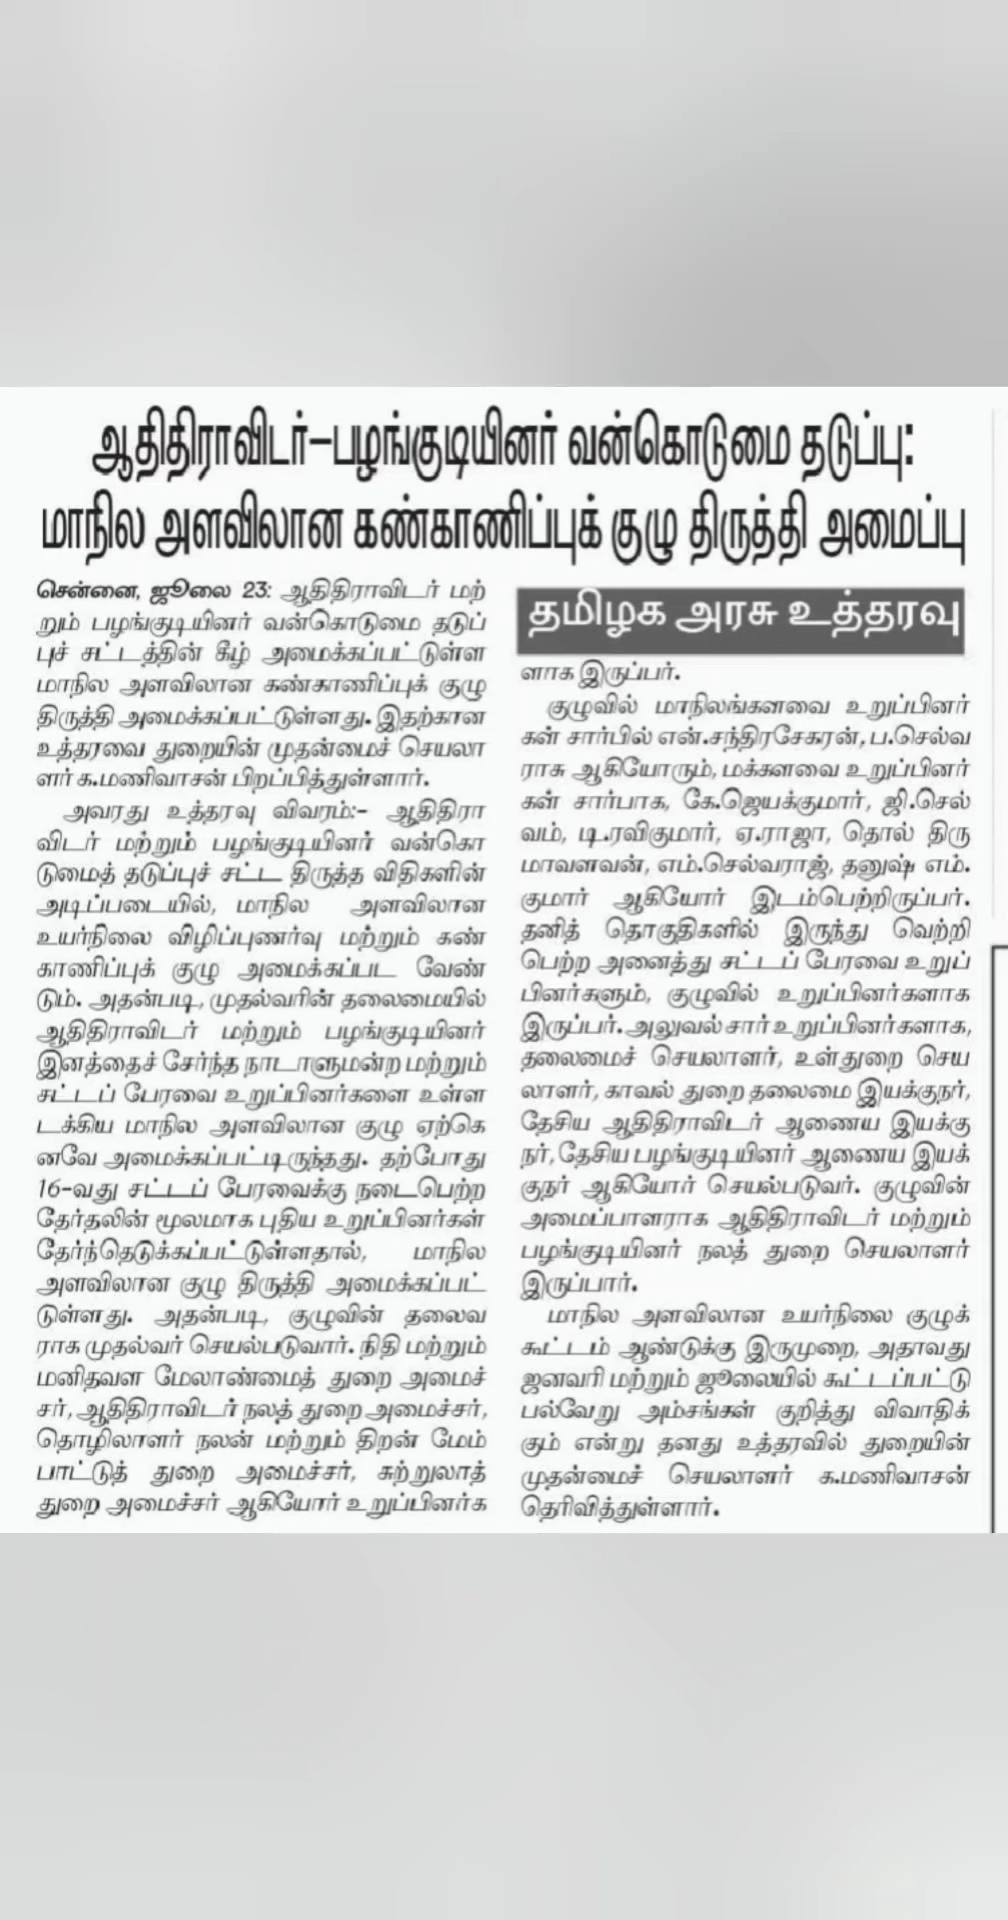 ஆதிதிராவிடர்-பழங்குடியினர் வன்கொடுமை தடுப்பு:
மாநில அளவிலான கண்காணிப்புக் குழு திருத்தி அமைப்பு
சென்னை, ஜூலை 23: ஆதிதிராவிடர் மற்
றும் பழங்குடியினர் வன்கொடுமை தடுப்
புச் சட்டத்தின் கீழ் அமைக்கப்பட்டுள்ள
மாநில அளவிலான கண்காணிப்புக் குழு
திருத்தி அமைக்கப்பட்டுள்ளது. இதற்கான
உத்தரவை துறையின் முதன்மைச் செயலா
ளர் க.மணிவாசன் பிறப்பித்துள்ளார்.
அவரது உத்தரவு விவரம்:- ஆதிதிரா
விடர் மற்றும் பழங்குடியினர் வன்கொ
டுமைத் தடுப்புச் சட்ட திருத்த விதிகளின்
அடிப்படையில், மாநில அளவிலான
உயர்நிலை விழிப்புணர்வு மற்றும் கண்
காணிப்புக் குழு அமைக்கப்பட வேண்
டும். அதன்படி, முதல்வரின் தலைமையில்
ஆதிதிராவிடர் மற்றும் பழங்குடியினர்
இனத்தைச் சேர்ந்த நாடாளுமன்ற மற்றும்
சட்டப் பேரவை உறுப்பினர்களை உள்ள
டக்கிய மாநில அளவிலான குழு ஏற்கெ
னவே அமைக்கப்பட்டிருந்தது. தற்போது
16-வது சட்டப் பேரவைக்கு நடைபெற்ற
தேர்தலின் மூலமாக புதிய உறுப்பினர்கள்
தேர்ந்தெடுக்கப்பட்டுள்ளதால், மாநில
அளவிலான குழு திருத்தி அமைக்கப்பட்
டுள்ளது. அதன்படி, குழுவின் தலைவ
ராக முதல்வர் செயல்படுவார். நிதி மற்றும்
மனிதவள மேலாண்மைத் துறை அமைச்
சர், ஆதிதிராவிடர் நலத் துறை அமைச்சர்,
தொழிலாளர் நலன் மற்றும் திறன் மேம்
பாட்டுத் துறை அமைச்சர், சுற்றுலாத்
துறை அமைச்சர் ஆகியோர் உறுப்பினர்க
தமிழக அரசு உத்தரவு
ளாக இருப்பர்.
குழுவில் மாநிலங்களவை உறுப்பினர்
கள் சார்பில் என்.சந்திரசேகரன், ப.செல்வ
ராசு ஆகியோரும், மக்களவை உறுப்பினர்
கள் சார்பாக, கே.ஜெயக்குமார், ஜி.செல்
வம், டி.ரவிகுமார், ஏ.ராஜா, தொல் திரு
மாவளவன், எம்.செல்வராஜ், தனுஷ் எம்.
குமார் ஆகியோர் இடம்பெற்றிருப்பர்.
தனித் தொகுதிகளில் இருந்து வெற்றி
பெற்ற அனைத்து சட்டப் பேரவை உறுப்
பினர்களும், குழுவில் உறுப்பினர்களாக
இருப்பர். அலுவல் சார் உறுப்பினர்களாக,
தலைமைச் செயலாளர், உள்துறை செய
லாளர், காவல் துறை தலைமை இயக்குநர்,
தேசிய ஆதிதிராவிடர் ஆணைய இயக்கு
நர், தேசிய பழங்குடியினர் ஆணைய இயக்
குநர் ஆகியோர் செயல்படுவர். குழுவின்
அமைப்பாளராக ஆதிதிராவிடர் மற்றும்
பழங்குடியினர் நலத் துறை செயலாளர்
இருப்பார்.
மாநில அளவிலான உயர்நிலை குழுக்
கூட்டம் ஆண்டுக்கு இருமுறை, அதாவது
ஜனவரி மற்றும் ஜூலையில் கூட்டப்பட்டு
பல்வேறு அம்சங்கள் குறித்து விவாதிக்
கும் என்று தனது உத்தரவில் துறையின்
முதன்மைச் செயலாளர் க.மணிவாசன்
தெரிவித்துள்ளார்.